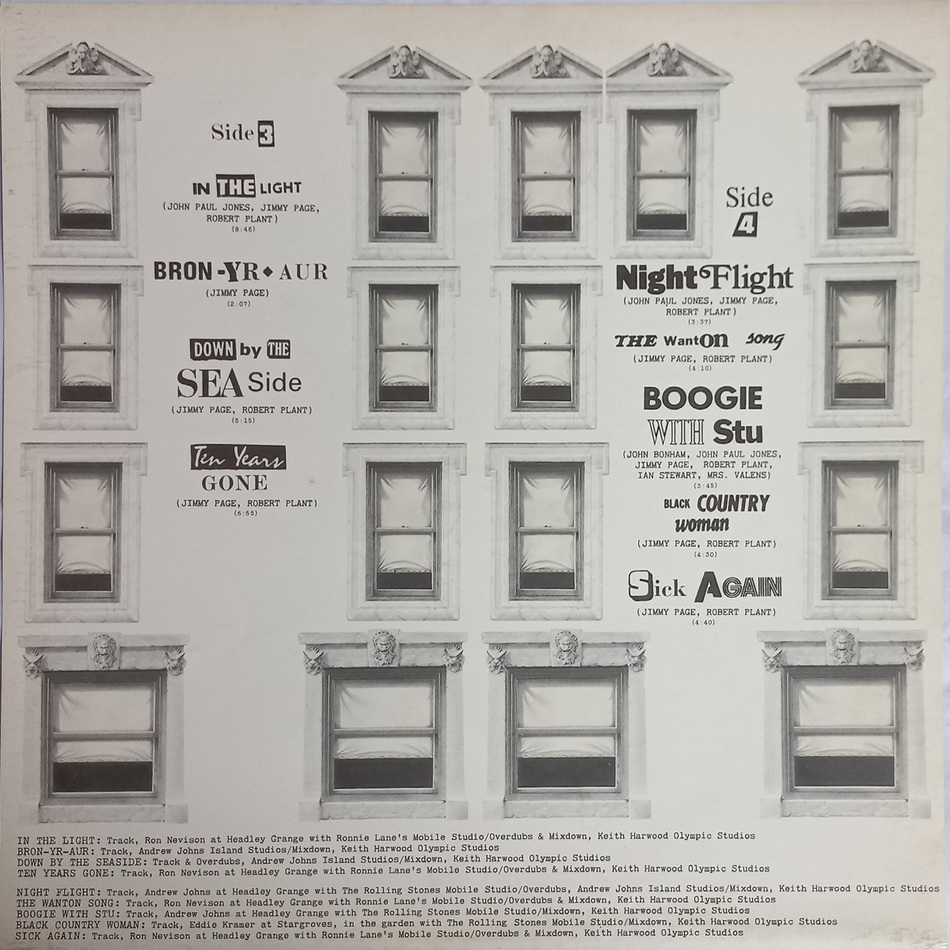 Side 3
IN THE LIGHT
(JOHN PAUL JONES, JIMMY PAGE,
ROBERT PLANT)
(8:46)
BRON-YR◆AUR
(JIMMY PAGE)
(2:07)
DOWN by THE
SEA Side
(JIMMY PAGE, ROBERT PLANT)
(5:15)
Ten Years
GONE
(JIMMY PAGE, ROBERT PLANT)
(6:55)
Side
4
Night Flight
(JOHN PAUL JONES, JIMMY PAGE,
ROBERT PLANT)
(3:37)
THE WantON song
(JIMMY PAGE, ROBERT PLANT)
(4:10)
BOOGIE
WITH Stu
(JOHN BONHAM, JOHN PAUL JONES,
JIMMY PAGE, ROBERT PLANT,
IAN STEWART, MRS. VALENS)
(3:45)
BLACK COUNTRY
woman
(JIMMY PAGE, ROBERT PLANT)
(4:30)
Sick AGAIN
(JIMMY PAGE, ROBERT PLANT)
(4:40)
IN THE LIGHT: Track, Ron Nevison at Headley Grange with Ronnie Lane's Mobile Studio/Overdubs & Mixdown, Keith Harwood Olympic Studios
BRON-YR-AUR: Track, Andrew Johns Island Studios/Mixdown, Keith Harwood Olympic Studios
DOWN BY THE SEASIDE: Track & Overdubs, Andrew Johns Island Studios/Mixdown, Keith Harwood Olympic Studios
TEN YEARS GONE: Track, Ron Nevison at Headley Grange with Ronnie Lane's Mobile Studio/Overdubs & Mixdown, Keith Harwood Olympic Studios
NIGHT FLIGHT: Track, Andrew Johns at Headley Grange with The Rolling Stones Mobile Studio/Overdubs, Andrew Johns Island Studios/Mixdown, Keith Harwood Olympic Studios
THE WANTON SONG: Track, Ron Nevison at Headley Grange with Ronnie Lane's Mobile Studio/Overdubs & Mixdown, Keith Harwood Olympic Studios
BOOGIE WITH STU: Track, Andrew Johns at Headley Grange with The Rolling Stones Mobile Studio/Mixdown, Keith Harwood Olympic Studios
BLACK COUNTRY WOMAN: Track, Eddie Kramer at Stargroves, in the garden with The Rolling Stones Mobile Studio/Mixdown, Keith Harwood Olympic Studios
SICK AGAIN: Track, Ron Nevison at Headley Grange with Ronnie Lane's Mobile Studio/Overdubs & Mixdown, Keith Harwood Olympic Studios